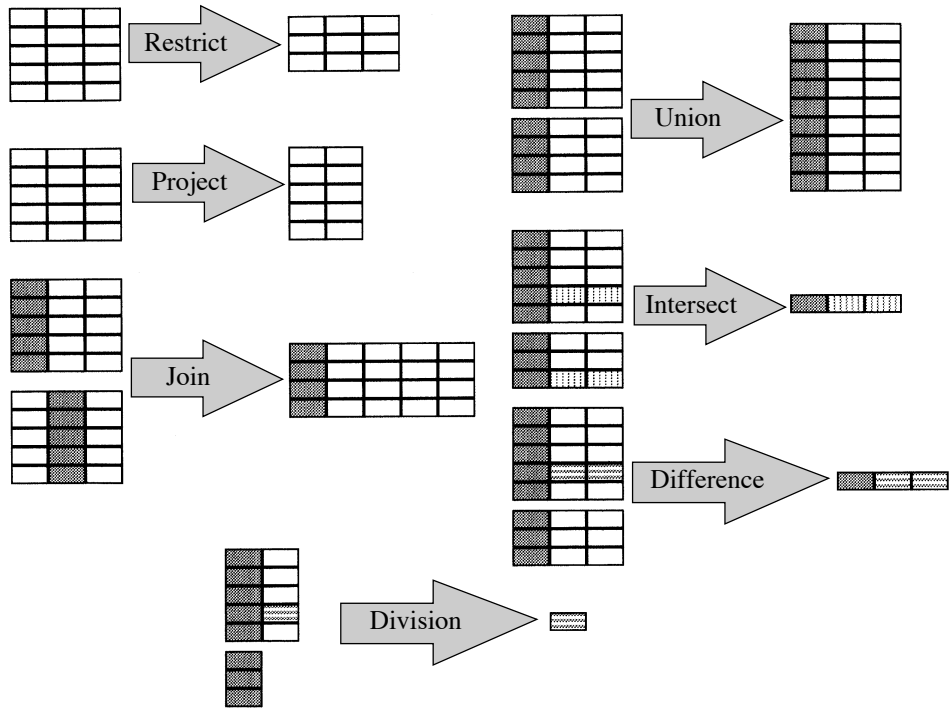 Restrict
Project
Join
Union
Intersect
Difference
Division